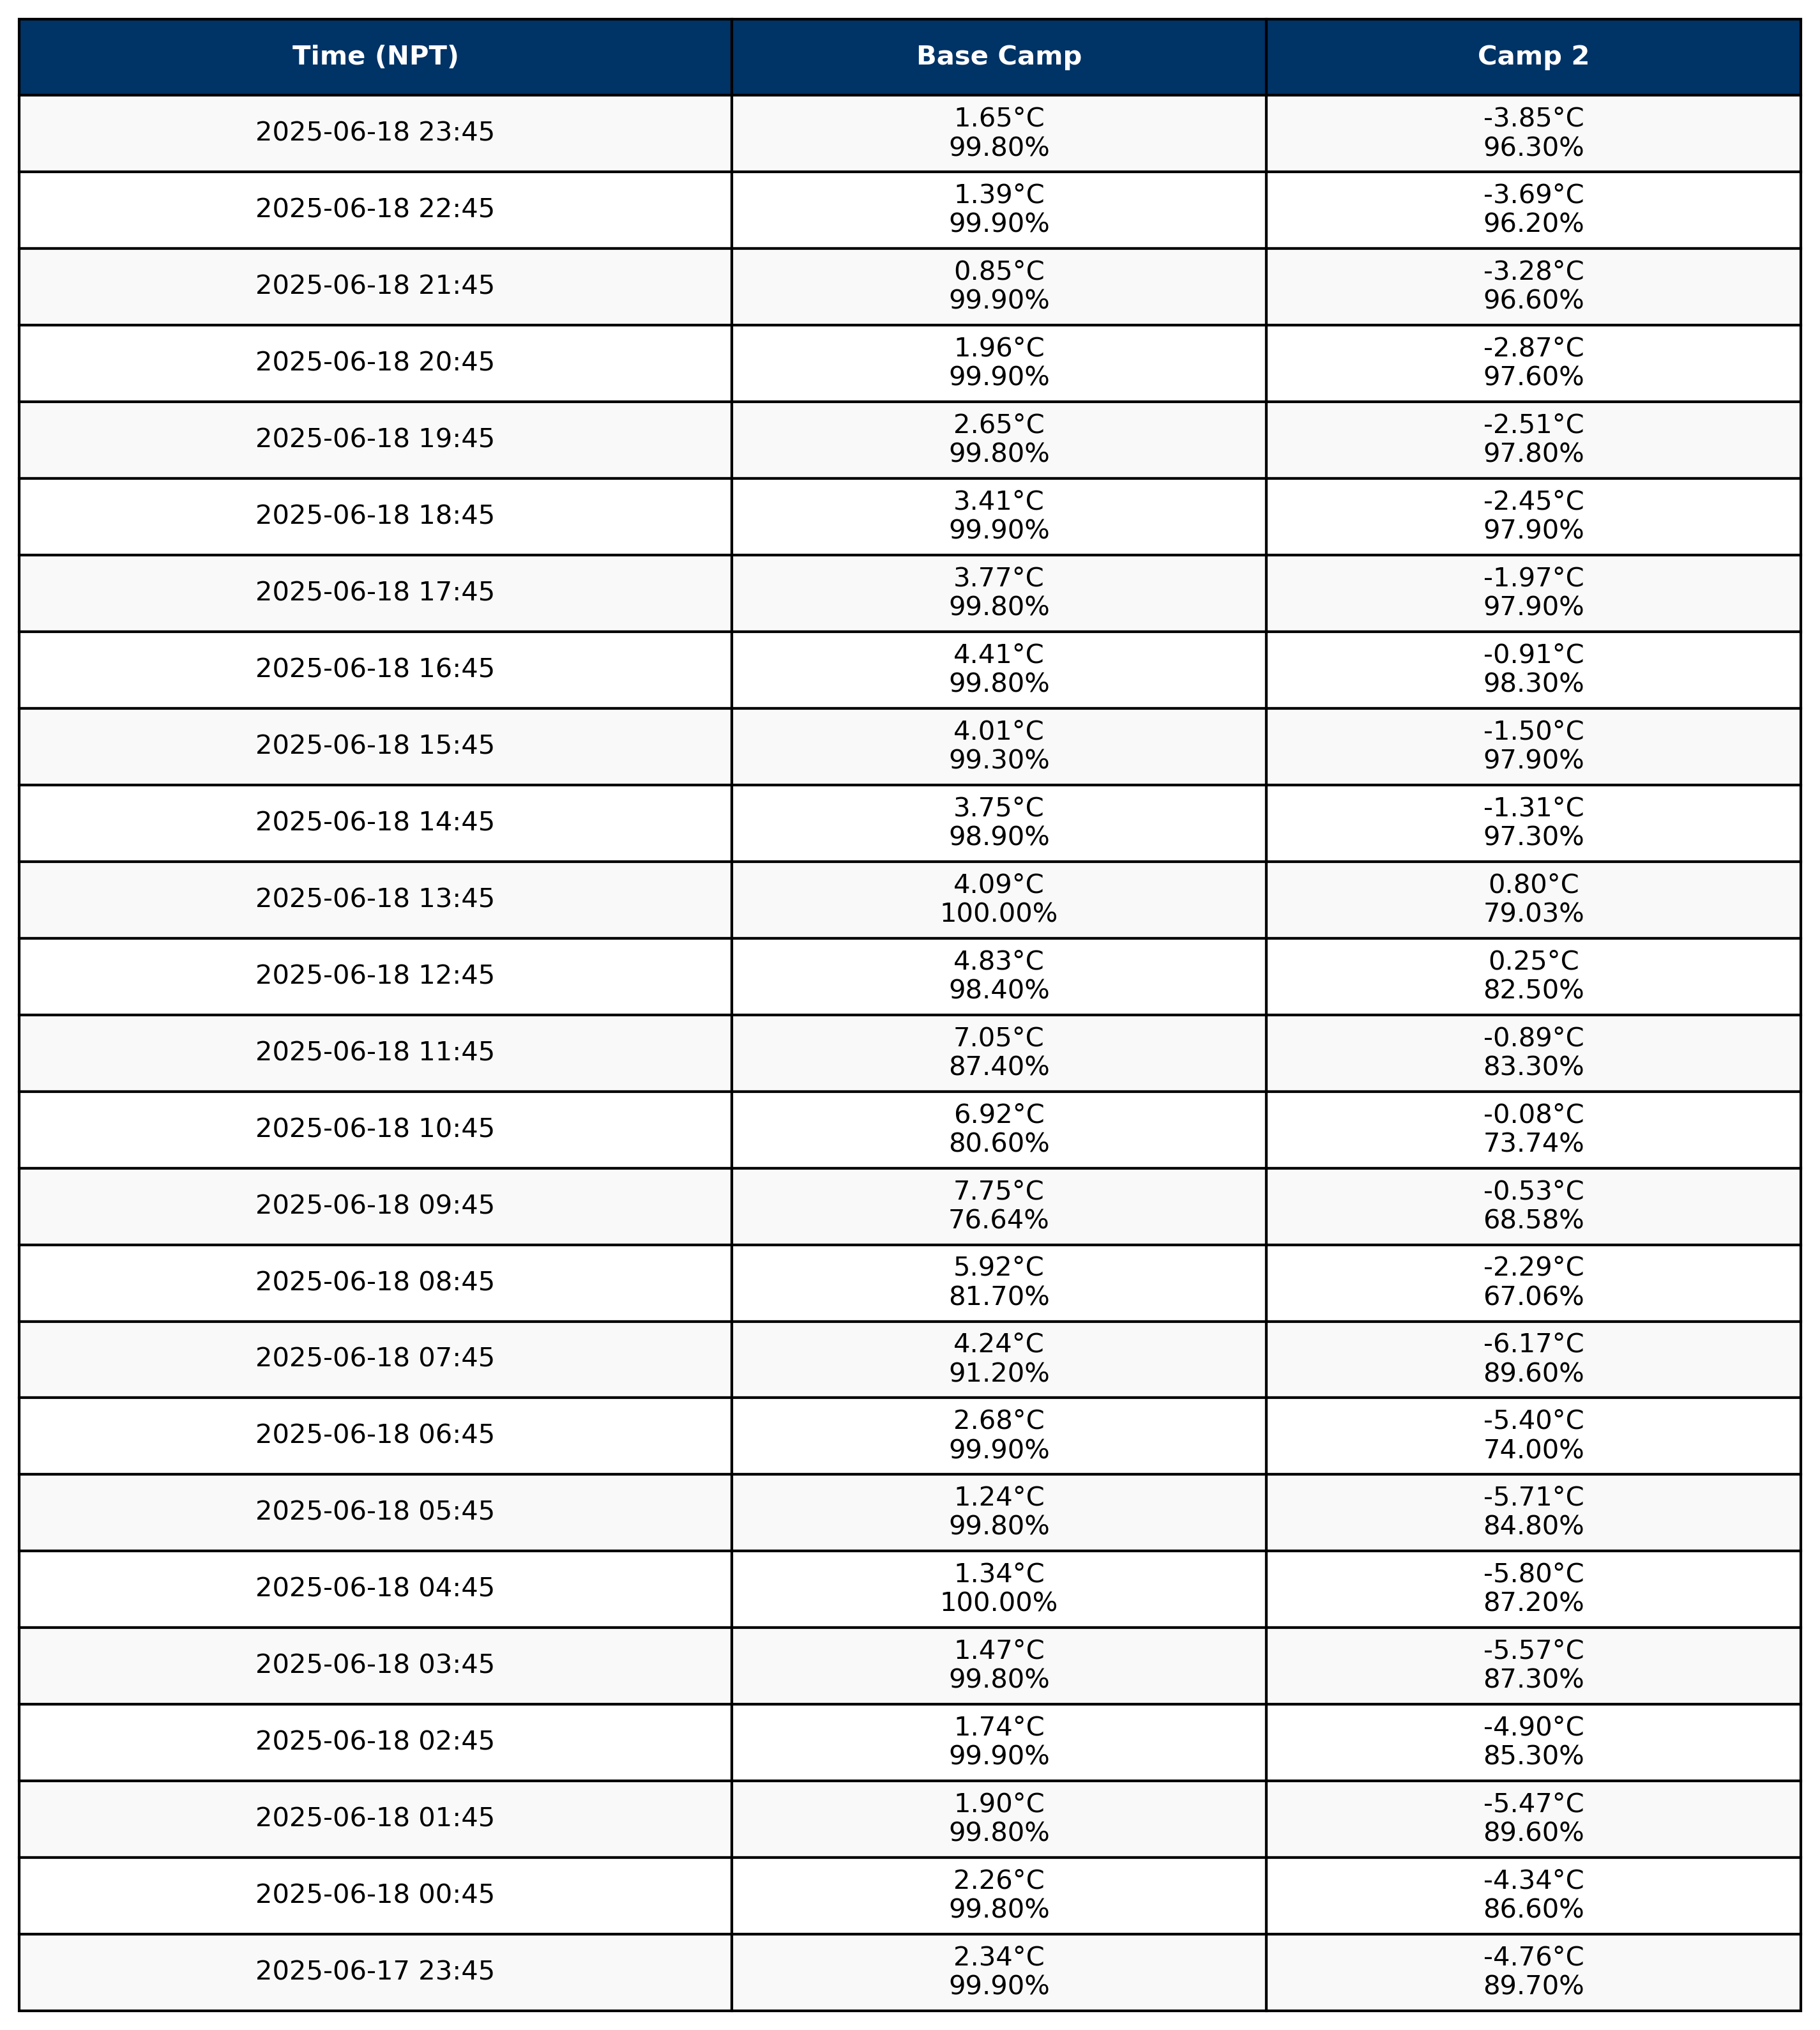 Time (NPT) Base Camp Camp 2
2025-06-18 23:45 1.65°C -3.85°C
99.80% 96.30%
2025-06-18 22:45 1.39°C -3.69°C
99.90% 96.20%
2025-06-18 21:45 0.85°C -3.28°C
99.90% 96.60%
2025-06-18 20:45 1.96°C -2.87°C
99.90% 97.60%
2025-06-18 19:45 2.65°C -2.51°C
99.80% 97.80%
2025-06-18 18:45 3.41°C -2.45°C
99.90% 97.90%
2025-06-18 17:45 3.77°C -1.97°C
99.80% 97.90%
2025-06-18 16:45 4.41°C -0.91°C
99.80% 98.30%
2025-06-18 15:45 4.01°C -1.50°C
99.30% 97.90%
2025-06-18 14:45 3.75°C -1.31°C
98.90% 97.30%
2025-06-18 13:45 4.09°C 0.80°C
100.00% 79.03%
2025-06-18 12:45 4.83°C 0.25°C
98.40% 82.50%
2025-06-18 11:45 7.05°C -0.89°C
87.40% 83.30%
2025-06-18 10:45 6.92°C -0.08°C
80.60% 73.74%
2025-06-18 09:45 7.75°C -0.53°C
76.64% 68.58%
2025-06-18 08:45 5.92°C -2.29°C
81.70% 67.06%
2025-06-18 07:45 4.24°C -6.17°C
91.20% 89.60%
2025-06-18 06:45 2.68°C -5.40°C
99.90% 74.00%
2025-06-18 05:45 1.24°C -5.71°C
99.80% 84.80%
2025-06-18 04:45 1.34°C -5.80°C
100.00% 87.20%
2025-06-18 03:45 1.47°C -5.57°C
99.80% 87.30%
2025-06-18 02:45 1.74°C -4.90°C
99.90% 85.30%
2025-06-18 01:45 1.90°C -5.47°C
99.80% 89.60%
2025-06-18 00:45 2.26°C -4.34°C
99.80% 86.60%
2025-06-17 23:45 2.34°C -4.76°C
99.90% 89.70%